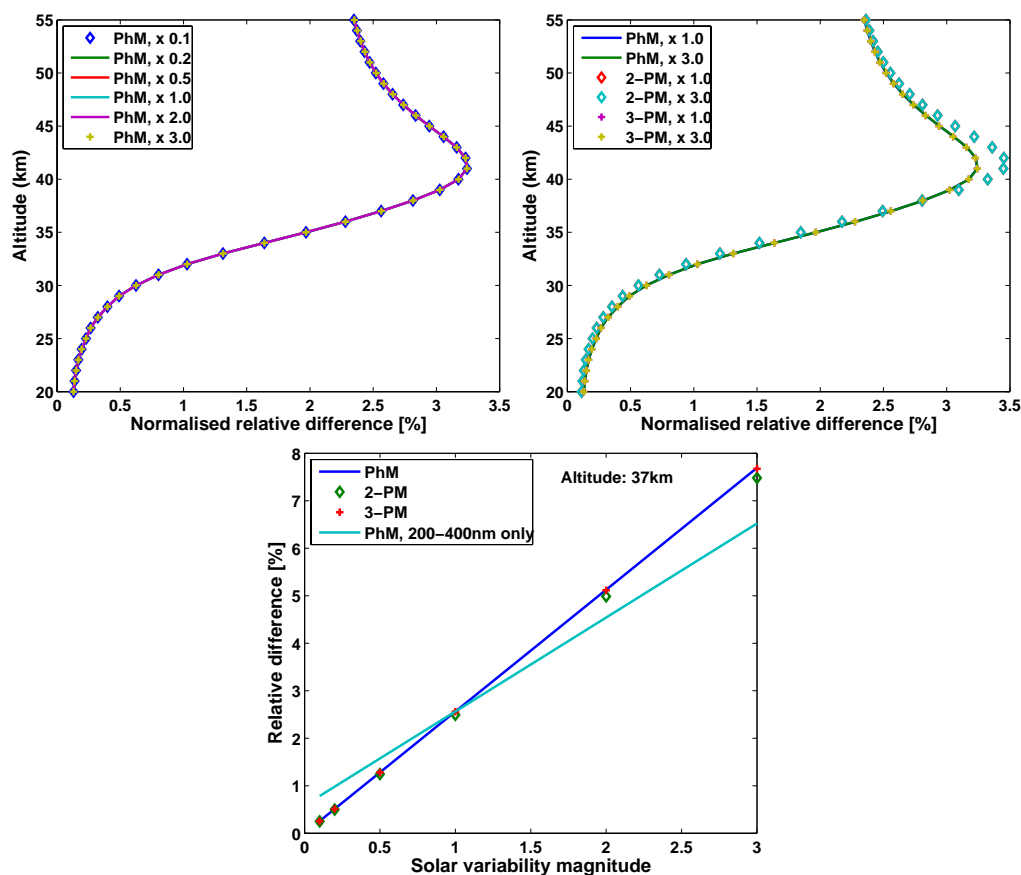 PhM, x 0.1
PhM, x 0.2
PhM, x 0.5
PhM, x 1.0
PhM, x 2.0
PhM, x 3.0
55
50
45
40
35
30
25
20
Altitude (km)
0 0.5 1 1.5 2 2.5 3 3.5
Normalised relative difference [%]
PhM, x 1.0
PhM, x 3.0
2−PM, x 1.0
2−PM, x 3.0
3−PM, x 1.0
3−PM, x 3.0
55
50
45
40
35
30
25
20
Altitude (km)
0 0.5 1 1.5 2 2.5 3 3.5
Normalised relative difference [%]
PhM
2−PM
3−PM
PhM, 200−400nm only
Altitude: 37km
8
7
6
5
4
3
2
1
0
Relative difference [%]
0 0.5 1 1.5 2 2.5 3
Solar variability magnitude